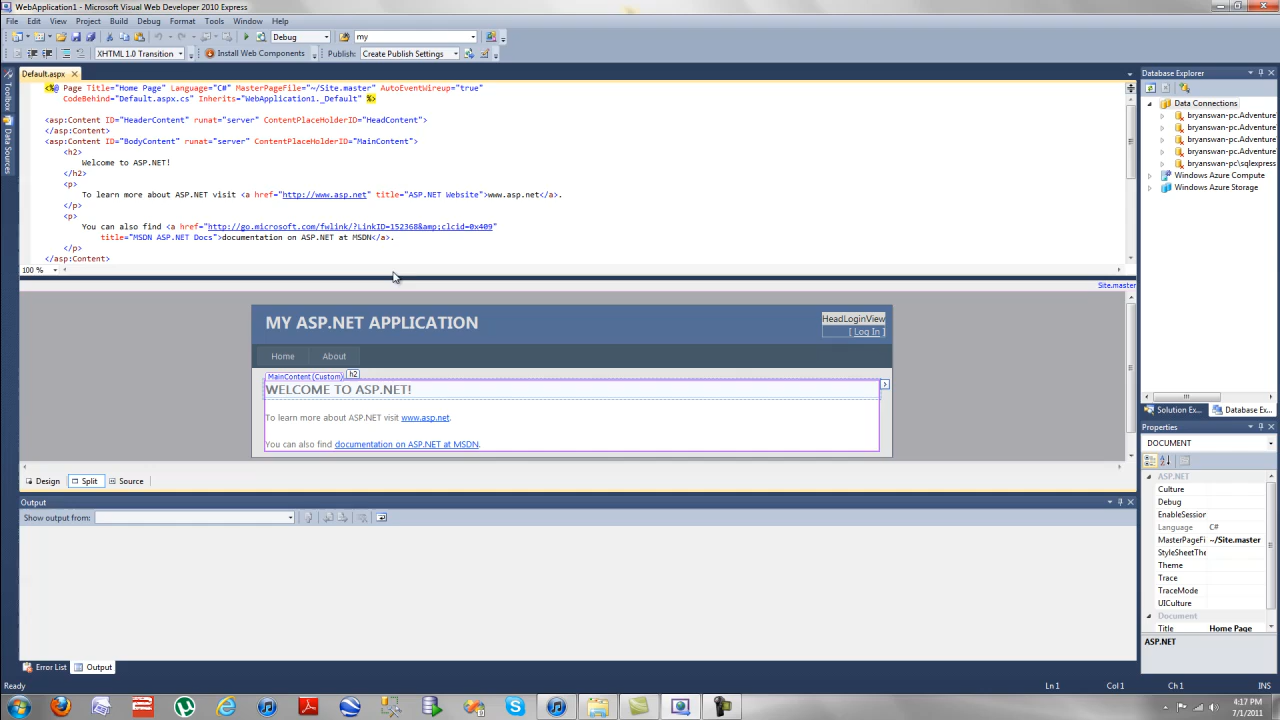 WebApplication1 - Microsoft Visual Web Developer 2010 Express
File Edit View Project Build Debug Format Tools Window Help
Debug my
XHTML 1.0 Transition Install Web Components Publish: Create Publish Settings
Default.aspx
Toolbox
Data Sources
<%@ Page Title="Home Page" Language="C#" MasterPageFile="~/Site.master" AutoEventWireup="true"
CodeBehind="Default.aspx.cs" Inherits="WebApplication1._Default" %>
<asp:Content ID="HeaderContent" runat="server" ContentPlaceHolderID="HeadContent">
</asp:Content>
<asp:Content ID="BodyContent" runat="server" ContentPlaceHolderID="MainContent">
<h2>
Welcome to ASP.NET!
</h2>
<p>
To learn more about ASP.NET visit <a href="http://www.asp.net" title="ASP.NET Website">www.asp.net</a>.
</p>
<p>
You can also find <a href="http://go.microsoft.com/fwlink/?LinkID=152368&amp;clcid=0x409"
title="MSDN ASP.NET Docs">documentation on ASP.NET at MSDN</a>.
</p>
</asp:Content>
100 %
Site.master
MY ASP.NET APPLICATION
HeadLoginView
[ Log In ]
Home About
MainContent (Custom) h2
WELCOME TO ASP.NET!
To learn more about ASP.NET visit www.asp.net.
You can also find documentation on ASP.NET at MSDN.
Design Split Source
Output
Show output from:
Error List Output
Database Explorer
Data Connections
bryanswan-pc.Adventure
bryanswan-pc.Adventure
bryanswan-pc.Adventure
bryanswan-pc.Adventure
bryanswan-pc\sqlexpress
Windows Azure Compute
Windows Azure Storage
Solution Ex... Database Ex...
Properties
DOCUMENT
ASP.NET
Culture
Debug
EnableSession
Language C#
MasterPageFi ~/Site.master
StyleSheetThe
Theme
Trace
TraceMode
UICulture
Document
Title Home Page
ASP.NET
Ready Ln 1 Col 1 Ch 1 INS
4:17 PM
7/1/2011